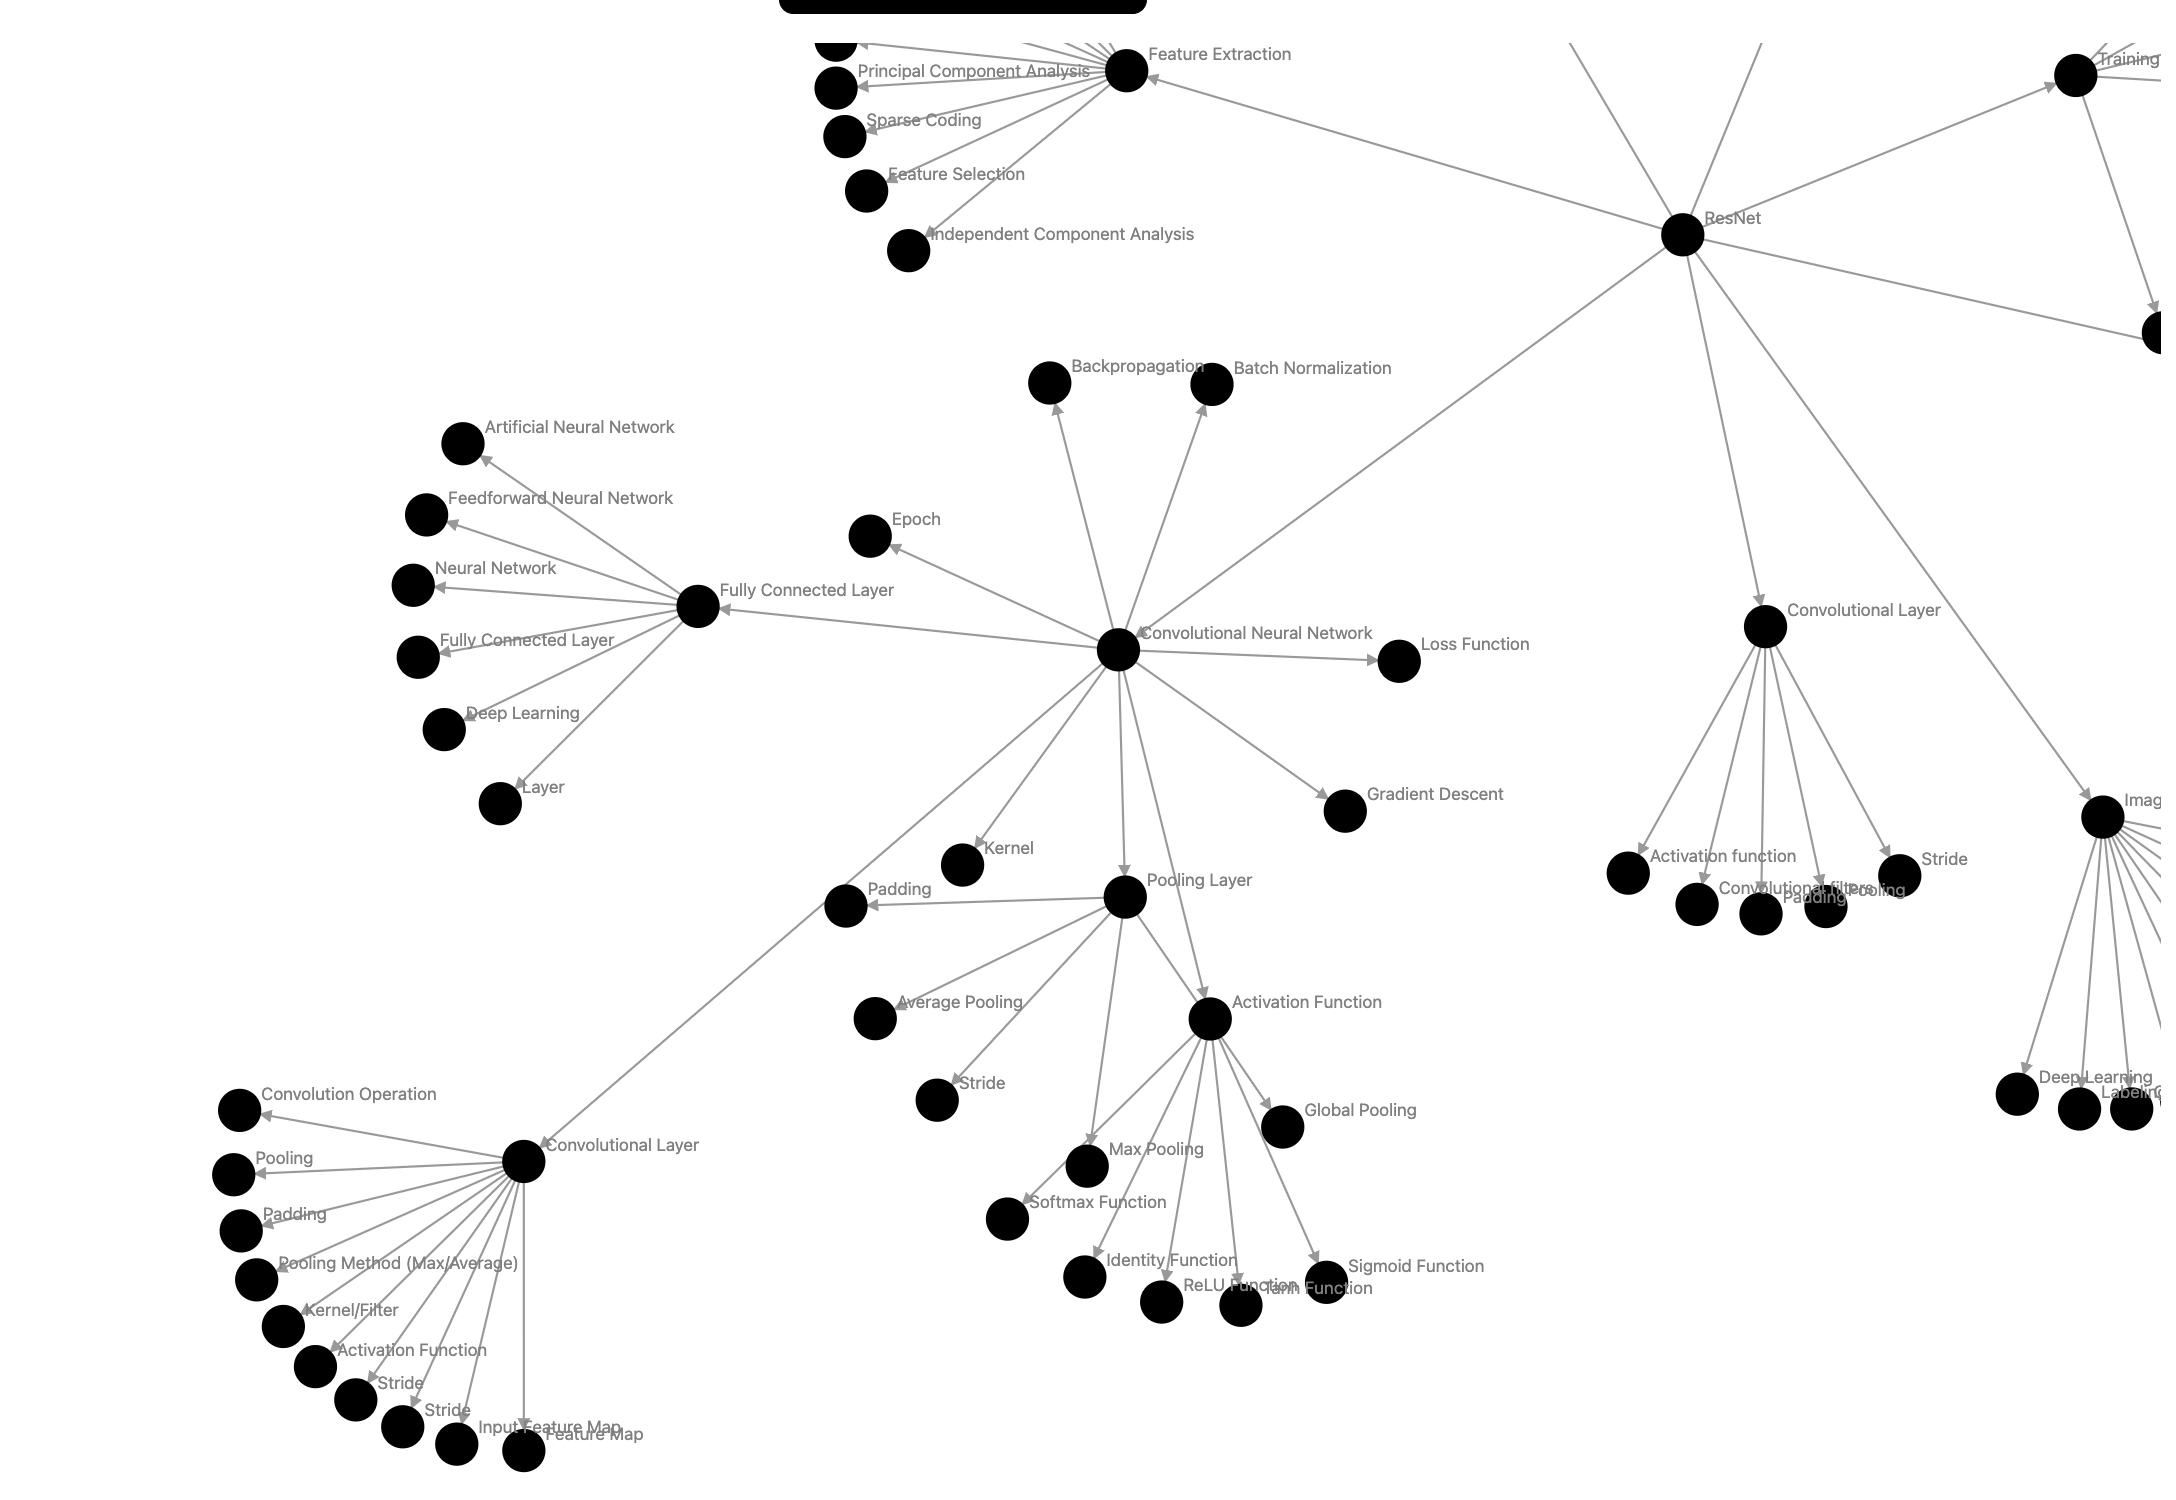 Feature Extraction
Training
Principal Component Analysis
Sparse Coding
Feature Selection
ResNet
Independent Component Analysis
Backpropagation
Batch Normalization
Artificial Neural Network
Feedforward Neural Network
Epoch
Neural Network
Fully Connected Layer
Convolutional Layer
Convolutional Neural Network
Fully Connected Layer
Loss Function
Deep Learning
Layer
Gradient Descent
Imag
Kernel
Activation function
Stride
Padding
Pooling Layer
Convolutional filters
Padding
Pooling
Average Pooling
Activation Function
Stride
Deep Learning
Labeling
Convolution Operation
Global Pooling
Convolutional Layer
Max Pooling
Pooling
Softmax Function
Padding
Identity Function
Pooling Method (Max/Average)
Sigmoid Function
ReLU Function
Tanh Function
Kernel/Filter
Activation Function
Stride
Stride
Input Feature Map
Feature Map